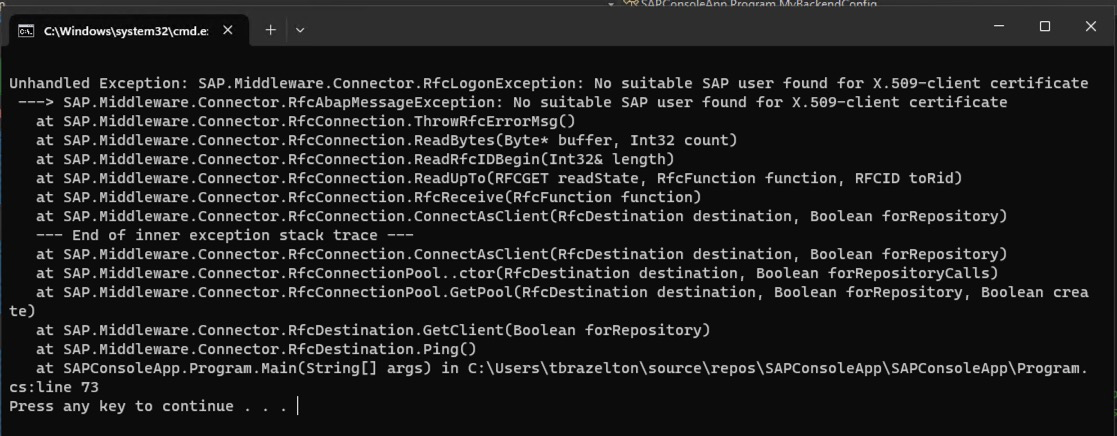 SAPConsoleApp.Program.MyBackendConfig
C:\Windows\system32\cmd.e:
Unhandled Exception: SAP.Middleware.Connector.RfcLogonException: No suitable SAP user found for X.509-client certificate
---> SAP.Middleware.Connector.RfcAbapMessageException: No suitable SAP user found for X.509-client certificate
at SAP.Middleware.Connector.RfcConnection.ThrowRfcErrorMsg()
at SAP.Middleware.Connector.RfcConnection.ReadBytes(Byte* buffer, Int32 count)
at SAP.Middleware.Connector.RfcConnection.ReadRfcIDBegin(Int32& length)
at SAP.Middleware.Connector.RfcConnection.ReadUpTo(RFCGET readState, RfcFunction function, RFCID toRid)
at SAP.Middleware.Connector.RfcConnection.RfcReceive(RfcFunction function)
at SAP.Middleware.Connector.RfcConnection.ConnectAsClient(RfcDestination destination, Boolean forRepository)
--- End of inner exception stack trace ---
at SAP.Middleware.Connector.RfcConnection.ConnectAsClient(RfcDestination destination, Boolean forRepository)
at SAP.Middleware.Connector.RfcConnectionPool..ctor(RfcDestination destination, Boolean forRepositoryCalls)
at SAP.Middleware.Connector.RfcConnectionPool.GetPool(RfcDestination destination, Boolean forRepository, Boolean crea
te)
at SAP.Middleware.Connector.RfcDestination.GetClient(Boolean forRepository)
at SAP.Middleware.Connector.RfcDestination.Ping()
at SAPConsoleApp.Program.Main(String[] args) in C:\Users\tbrazelton\source\repos\SAPConsoleApp\SAPConsoleApp\Program.
cs:line 73
Press any key to continue . . .